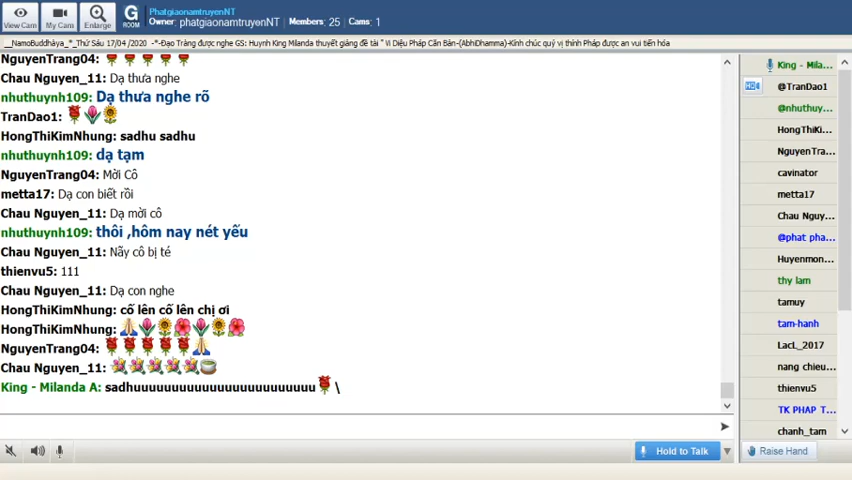 View Cam
My Cam
Enlarge
G
ROOM
PhatgiaonamtruyenNT
Owner: phatgiaonamtruyenNT Members: 25 Cams: 1
__NamoBuddhàya_*_Thứ Sáu 17/04 /2020 -*-Đạo Tràng được nghe GS: Huynh King Milanda thuyết giảng đề tài " Vi Diệu Pháp Căn Bản-(AbhiDhamma)-Kính chúc quý vị thính Pháp được an vui tiến hóa
NguyenTrang04:
Chau Nguyen_11: Dạ thưa nghe
nhuthuynh109: Dạ thưa nghe rõ
TranDao1:
HongThiKimNhung: sadhu sadhu
nhuthuynh109: dạ tạm
NguyenTrang04: Mời Cô
metta17: Dạ con biết rồi
Chau Nguyen_11: Dạ mời cô
nhuthuynh109: thôi ,hôm nay nét yếu
Chau Nguyen_11: Nãy cô bị té
thienvu5: 111
Chau Nguyen_11: Dạ con nghe
HongThiKimNhung: cố lên cố lên chị ơi
HongThiKimNhung:
NguyenTrang04:
Chau Nguyen_11:
King - Milanda A: sadhuuuuuuuuuuuuuuuuuuuuuuuu \
King - Mila...
@TranDao1
@nhuthuy...
HongThiKi...
NguyenTra...
cavinator
metta17
Chau Nguy...
@phat pha...
Huyenmon...
thy lam
tamuy
tam-hanh
LacL_2017
nang chieu...
thienvu5
TK PHAP T...
chanh_tam
Hold to Talk
Raise Hand